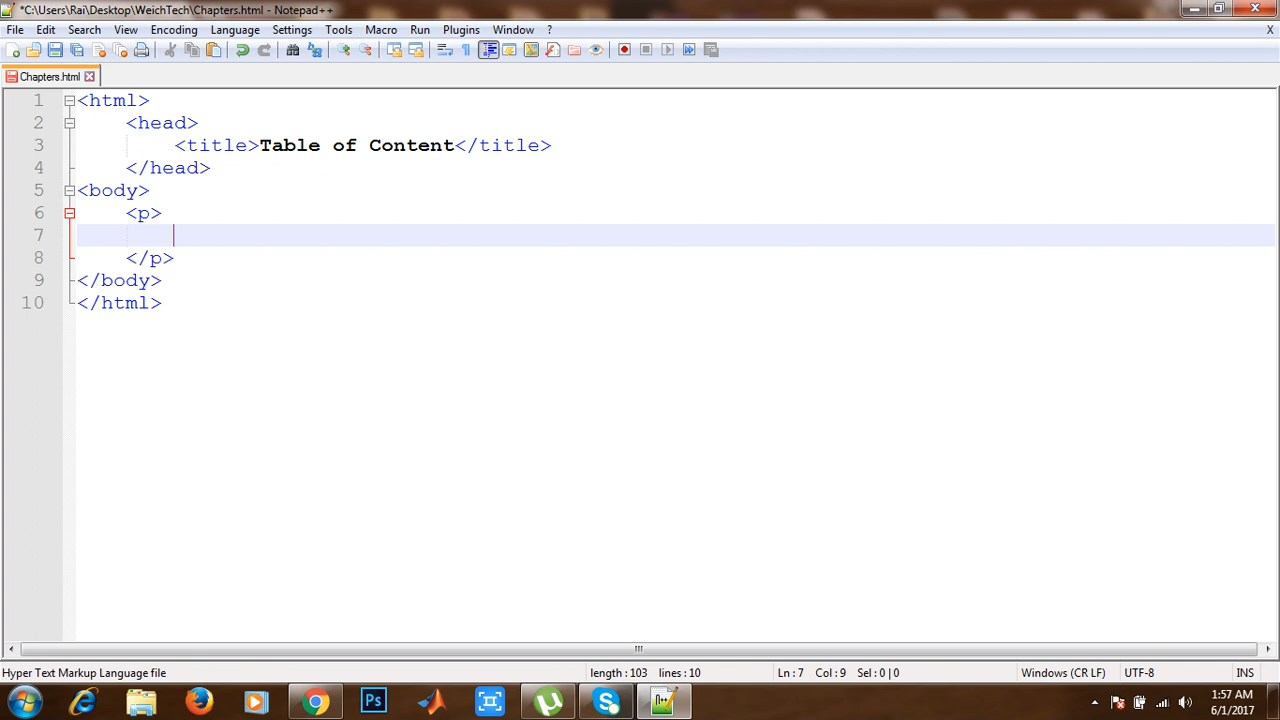 *C:\Users\Rai\Desktop\WeichTech\Chapters.html - Notepad++
File Edit Search View Encoding Language Settings Tools Macro Run Plugins Window ? X
Chapters.html
1 <html>
2 <head>
3 <title>Table of Content</title>
4 </head>
5 <body>
6 <p>
7
8 </p>
9 </body>
10 </html>
Hyper Text Markup Language file length : 103 lines : 10 Ln : 7 Col : 9 Sel : 0 | 0 Windows (CR LF) UTF-8 INS
Ps
1:57 AM
6/1/2017